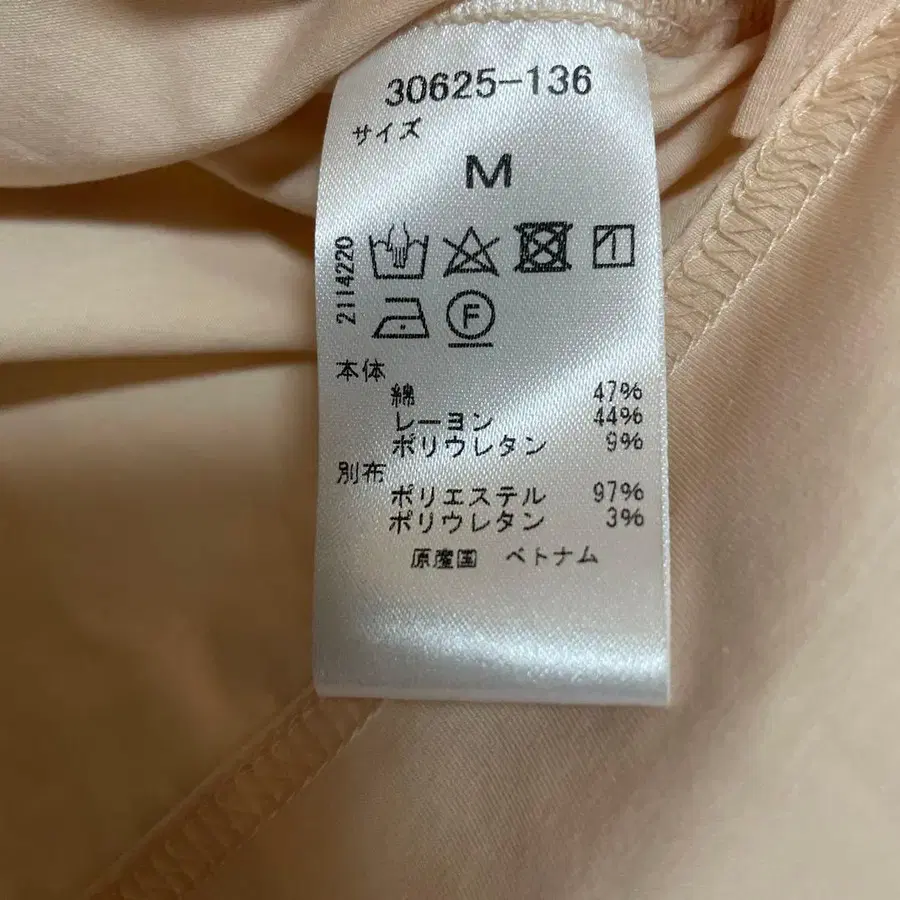 30625-136
サイズ
M
2114220
F
本体
綿 47%
レーヨン 44%
ポリウレタン 9%
別布
ポリエステル 97%
ポリウレタン 3%
原産国 ベトナム